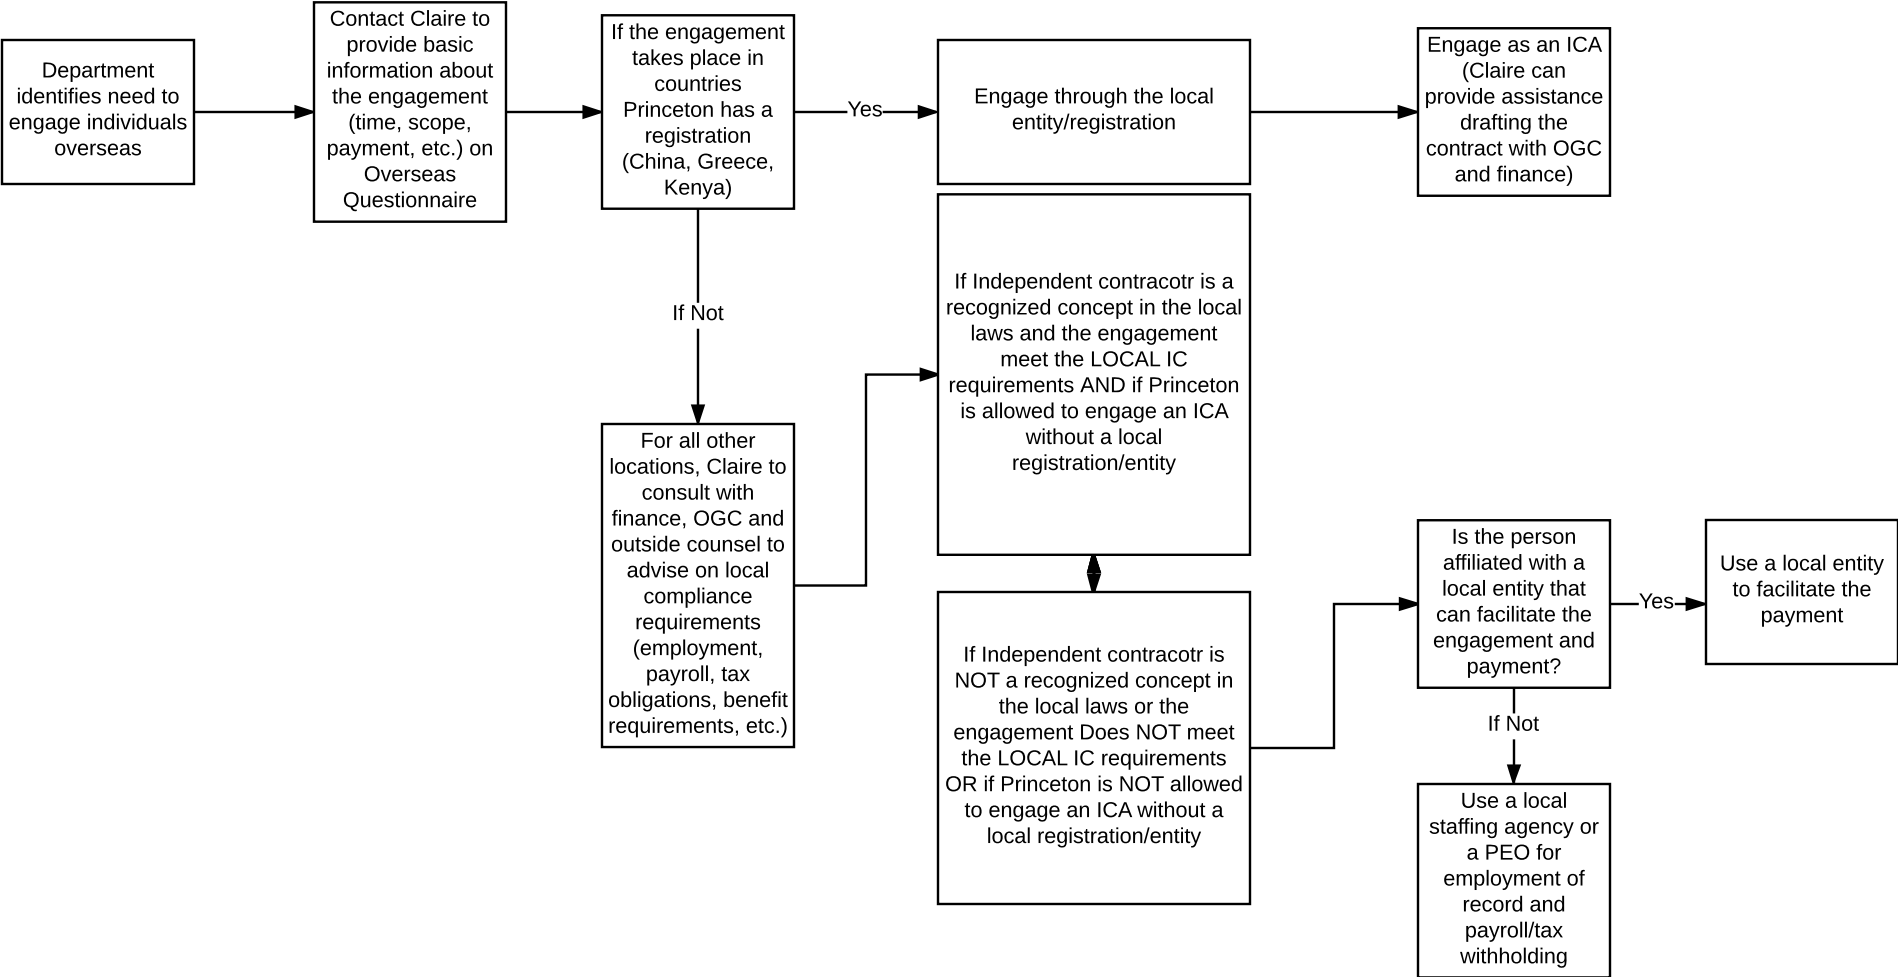 Department
identifies need to
engage individuals
overseas
Contact Claire to
provide basic
information about
the engagement
(time, scope,
payment, etc.) on
Overseas
Questionnaire
If the engagement
takes place in
countries
Princeton has a
registration
(China, Greece,
Kenya)
Yes
Engage through the local
entity/registration
Engage as an ICA
(Claire can
provide assistance
drafting the
contract with OGC
and finance)
If Not
For all other
locations, Claire to
consult with
finance, OGC and
outside counsel to
advise on local
compliance
requirements
(employment,
payroll, tax
obligations, benefit
requirements, etc.)
If Independent contracotr is a
recognized concept in the local
laws and the engagement
meet the LOCAL IC
requirements AND if Princeton
is allowed to engage an ICA
without a local
registration/entity
If Independent contracotr is
NOT a recognized concept in
the local laws or the
engagement Does NOT meet
the LOCAL IC requirements
OR if Princeton is NOT allowed
to engage an ICA without a
local registration/entity
Is the person
affiliated with a
local entity that
can facilitate the
engagement and
payment?
Yes
Use a local entity
to facilitate the
payment
If Not
Use a local
staffing agency or
a PEO for
employment of
record and
payroll/tax
withholding